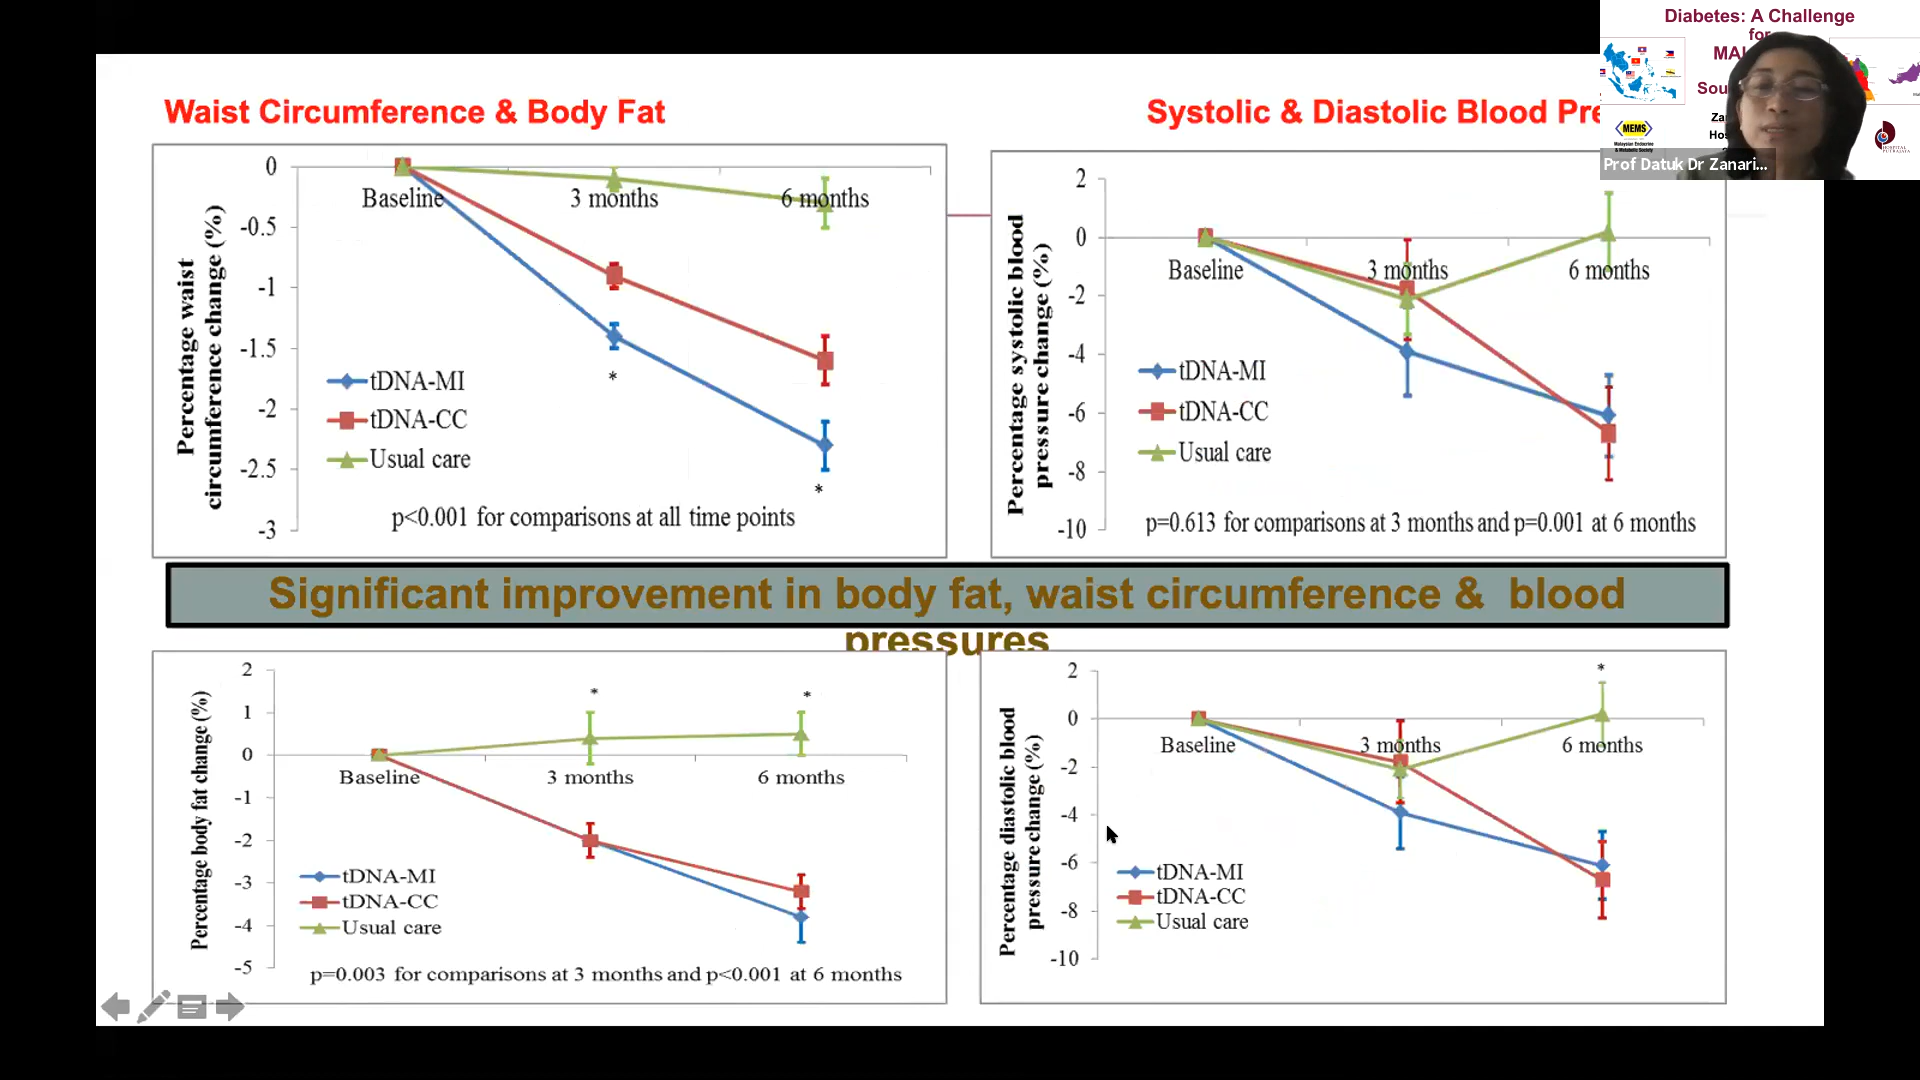 Diabetes: A Challenge
for
MEMS
Malaysian Endocrine
& Metabolic Society
Prof Datuk Dr Zanari...
Waist Circumference & Body Fat
Systolic & Diastolic Blood Pre
Percentage waist
circumference change (%)
0
-0.5
-1
-1.5
-2
-2.5
-3
Baseline
3 months
6 months
tDNA-MI
tDNA-CC
Usual care
*
*
p<0.001 for comparisons at all time points
Percentage systolic blood
pressure change (%)
2
0
-2
-4
-6
-8
-10
Baseline
3 months
6 months
tDNA-MI
tDNA-CC
Usual care
p=0.613 for comparisons at 3 months and p=0.001 at 6 months
Significant improvement in body fat, waist circumference & blood
pressures
Percentage body fat change (%)
2
1
0
-1
-2
-3
-4
-5
*
*
Baseline
3 months
6 months
tDNA-MI
tDNA-CC
Usual care
p=0.003 for comparisons at 3 months and p<0.001 at 6 months
Percentage diastolic blood
pressure change (%)
2
0
-2
-4
-6
-8
-10
*
Baseline
3 months
6 months
tDNA-MI
tDNA-CC
Usual care